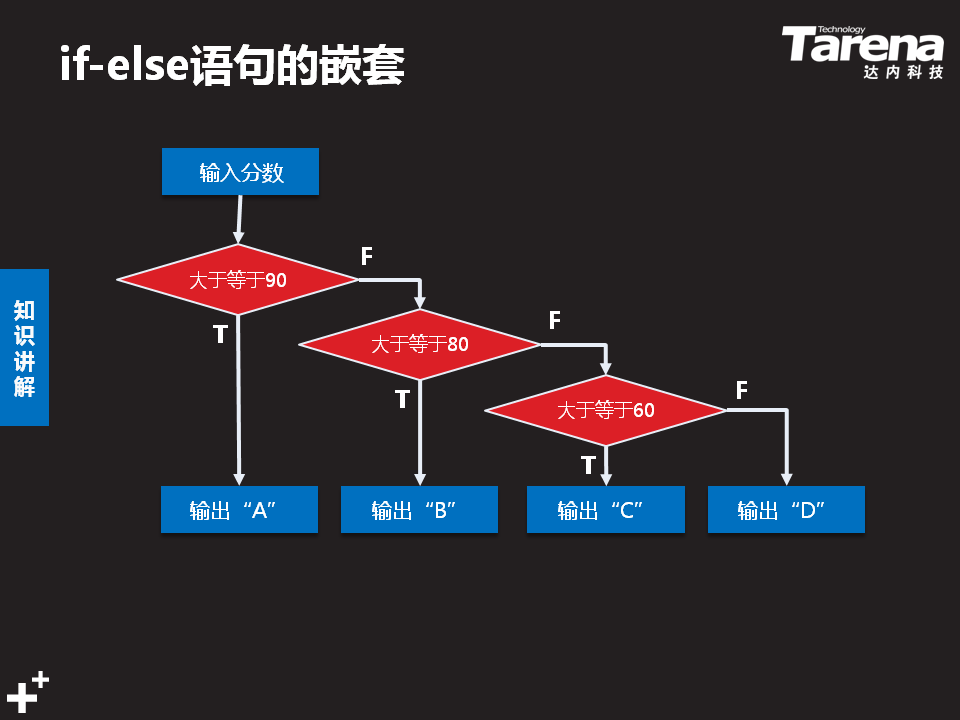 if-else语句的嵌套
Technology
Tarena
达内科技
输入分数
大于等于90
F
T
大于等于80
F
T
大于等于60
F
T
知识讲解
输出“A”
输出“B”
输出“C”
输出“D”